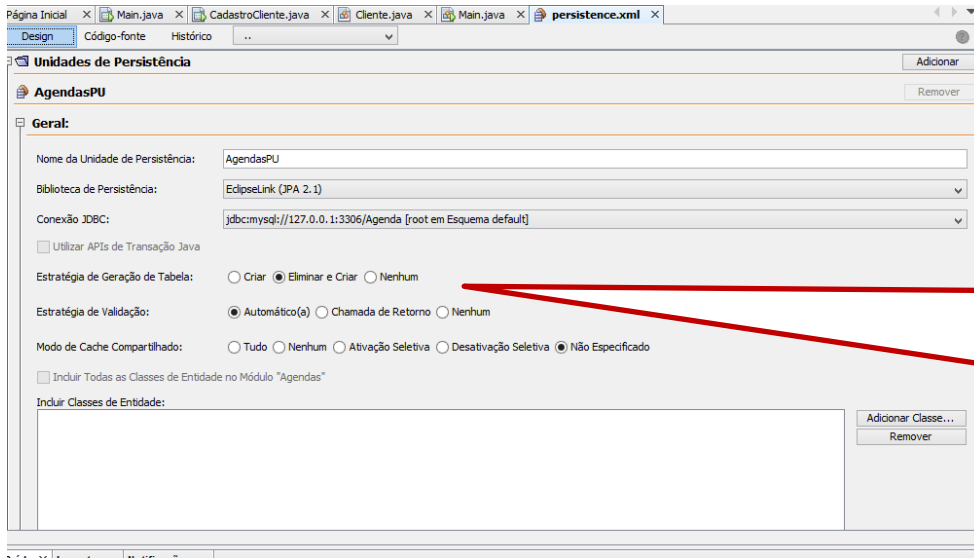 Página Inicial Main.java CadastroCliente.java Cliente.java Main.java persistence.xml
Design Código-fonte Histórico ..
Unidades de Persistência Adicionar
AgendasPU Remover
Geral:
Nome da Unidade de Persistência: AgendasPU
Biblioteca de Persistência: EclipseLink (JPA 2.1)
Conexão JDBC: jdbc:mysql://127.0.0.1:3306/Agenda [root em Esquema default]
Utilizar APIs de Transação Java
Estratégia de Geração de Tabela: Criar Eliminar e Criar Nenhum
Estratégia de Validação: Automático(a) Chamada de Retorno Nenhum
Modo de Cache Compartilhado: Tudo Nenhum Ativação Seletiva Desativação Seletiva Não Especificado
Incluir Todas as Classes de Entidade no Módulo "Agendas"
Incluir Classes de Entidade:
Adicionar Classe...
Remover